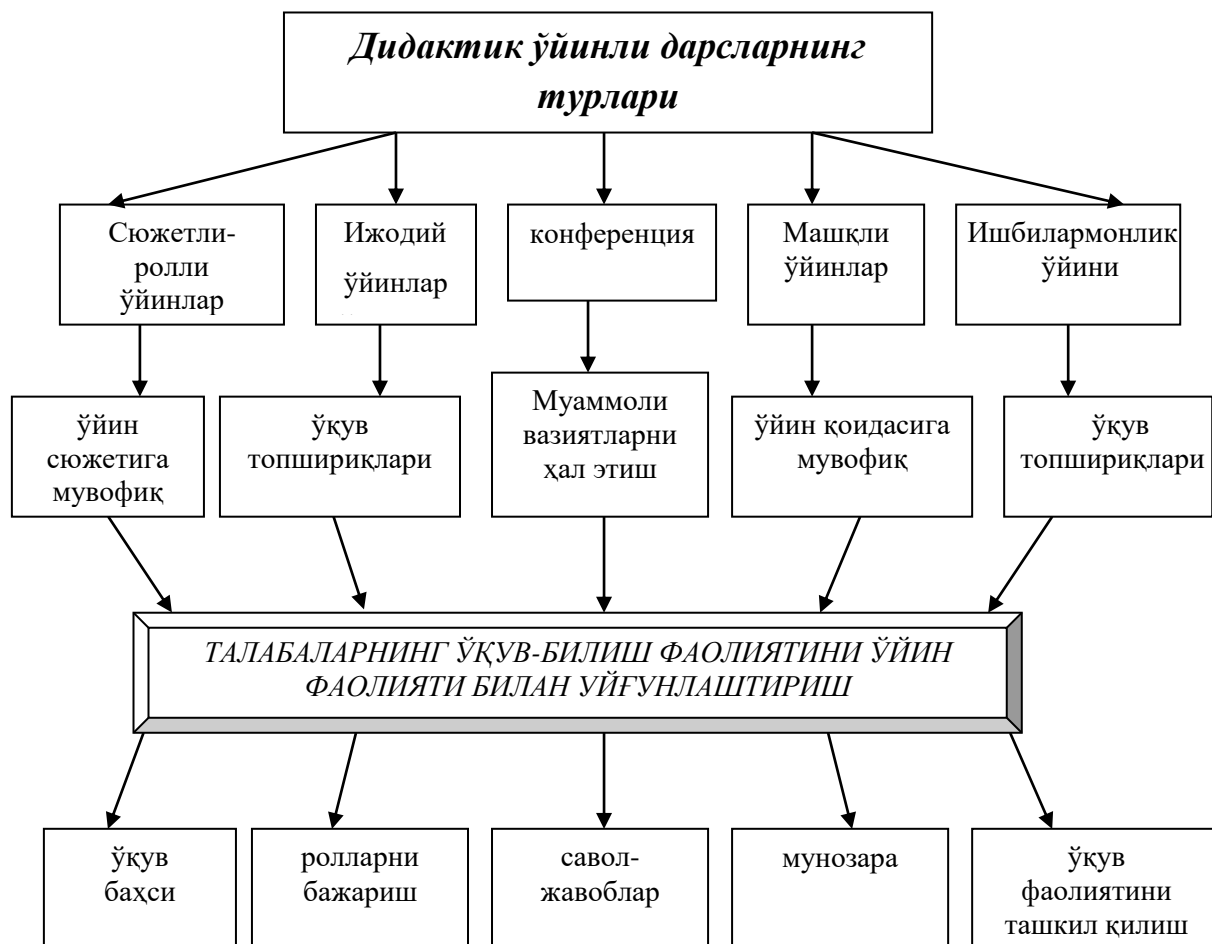 Дидактик ўйинли дарсларнинг
турлари
Сюжетли-
ролли
ўйинлар
Ижодий
ўйинлар
конференция
Машқли
ўйинлар
Ишбилармонлик
ўйини
ўйин
сюжетига
мувофиқ
ўқув
топшириқлари
Муаммоли
вазиятларни
ҳал этиш
ўйин қоидасига
мувофиқ
ўқув
топшириқлари
ТАЛАБАЛАРНИНГ ЎҚУВ-БИЛИШ ФАОЛИЯТИНИ ЎЙИН
ФАОЛИЯТИ БИЛАН УЙҒУНЛАШТИРИШ
ўқув
баҳси
ролларни
бажариш
савол-
жавоблар
мунозара
ўқув
фаолиятини
ташкил қилиш